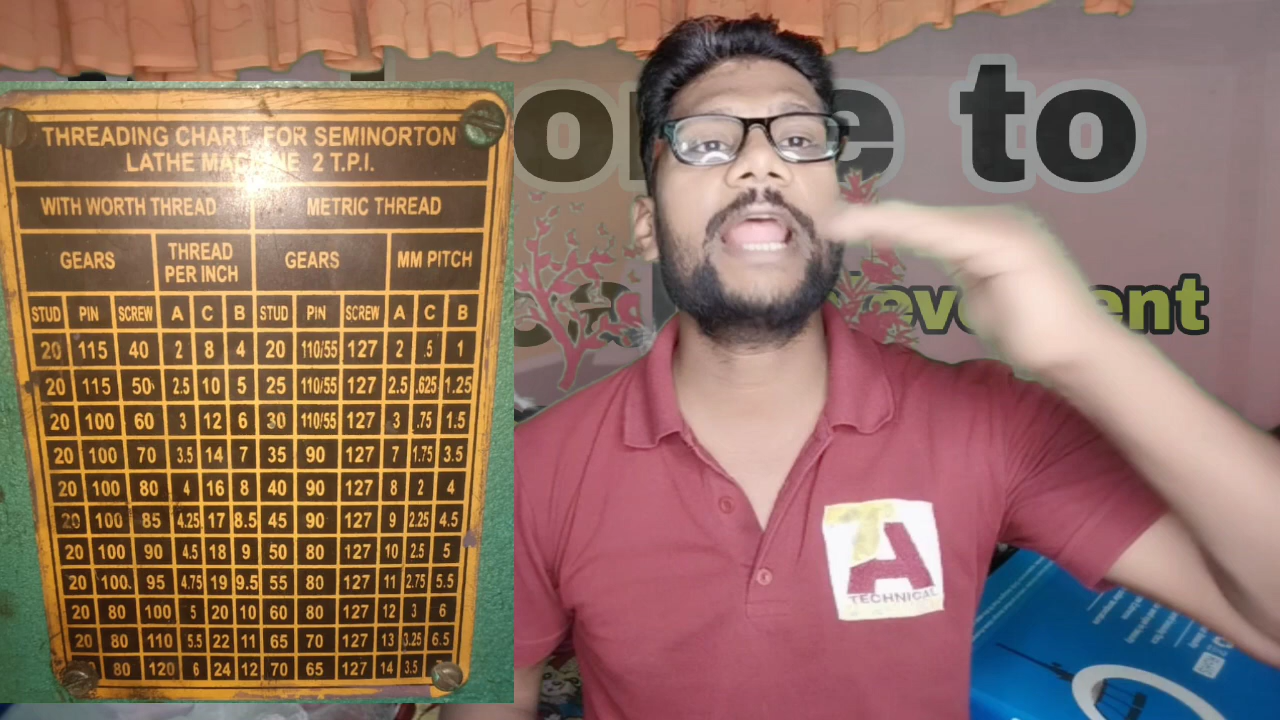 THREADING CHART FOR SEMINORTON
LATHE MACHINE 2 T.P.I.
WITH WORTH THREAD METRIC THREAD
GEARS THREAD PER INCH GEARS MM PITCH
STUD PIN SCREW A C B STUD PIN SCREW A C B
20 115 40 2 8 4 20 110/55 127 2 .5 1
20 115 50 2.5 10 5 25 110/55 127 2.5 .625 1.25
20 100 60 3 12 6 30 110/55 127 3 .75 1.5
20 100 70 3.5 14 7 35 90 127 7 1.75 3.5
20 100 80 4 16 8 40 90 127 8 2 4
20 100 85 4.25 17 8.5 45 90 127 9 2.25 4.5
20 100 90 4.5 18 9 50 80 127 10 2.5 5
20 100. 95 4.75 19 9.5 55 80 127 11 2.75 5.5
20 80 100 5 20 10 60 80 127 12 3 6
20 80 110 5.5 22 11 65 70 127 13 3.25 6.5
80 120 6 24 12 70 65 127 14 3.5
to
TA
TECHNICAL